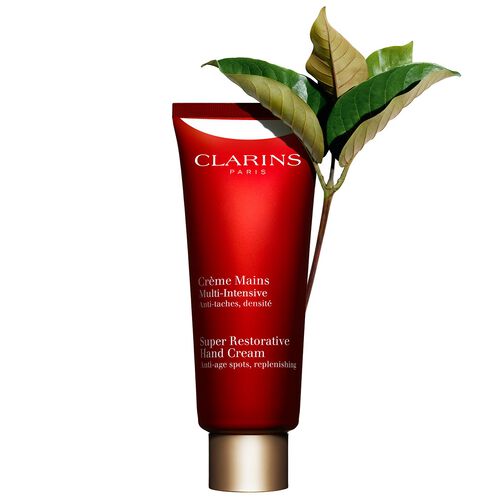 CLARINS
PARIS
Crème Mains
Multi-Intensive
Anti-taches, densité
Super Restorative
Hand Cream
Anti-age spots, replenishing